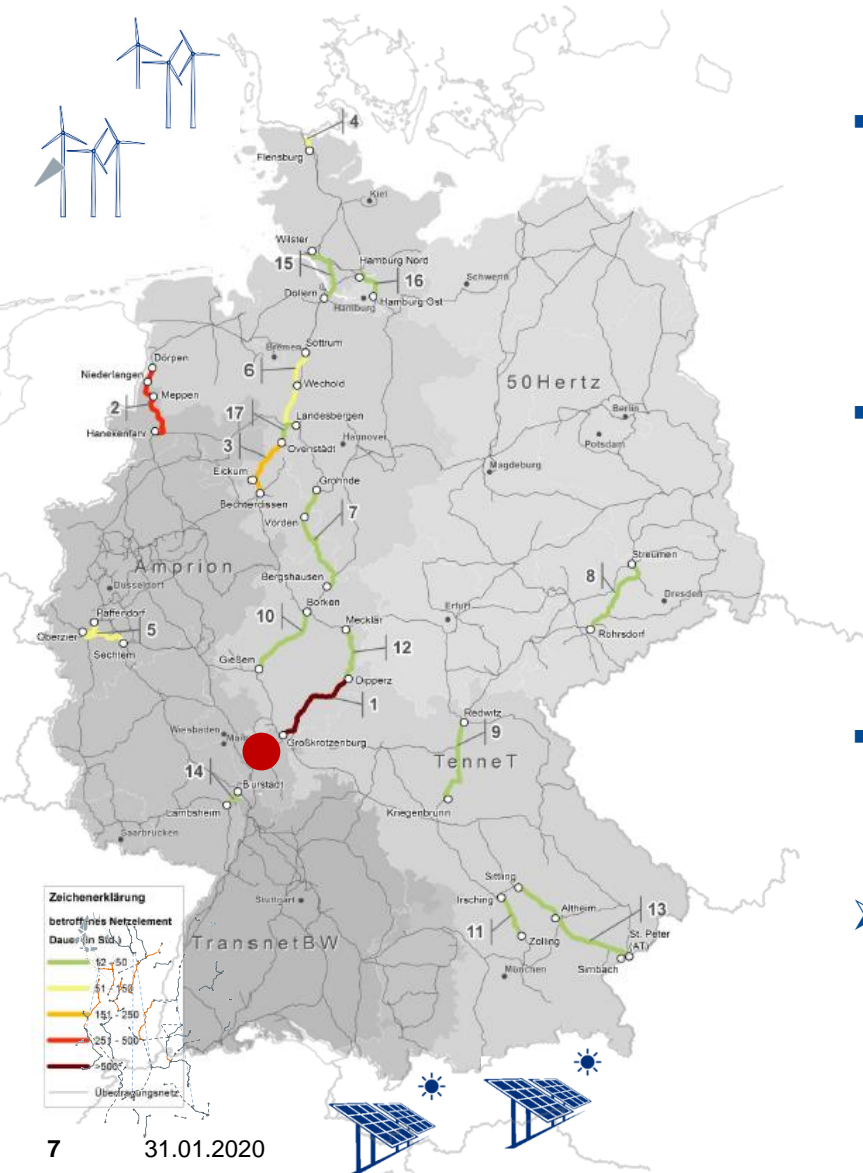 4
Flensburg
Kiel
Wilster
15
Hamburg Nord
16
Schwerin
Dollern
Hamburg
Hamburg Ost
Bremen
Sottrum
Dörpen
Niederlangen
6
Wechold
Meppen
2
50Hertz
Berlin
17
Landesbergen
Potsdam
Hanekenfähr
3
Hannover
Ovenstädt
Magdeburg
Eickum
Grohnde
Bechterdissen
7
Vörden
Amprion
Streumen
Düsseldorf
Bergshausen
8
Dresden
Borken
Erfurt
Paffendorf
10
Mecklar
Oberzier
5
Rohrsdorf
Sechtem
12
Gießen
Dipperz
1
Redwitz
Wiesbaden
9
Großkrotzenburg
TenneT
14
Bürstadt
Lambsheim
Kriegenbrunn
Saarbrücken
Sittling
Zeichenerklärung
Stuttgart
Irsching
Altheim
13
betroffenes Netzelement
11
St. Peter
Dauer (in Std.)
TransnetBW
Zolling
(AT)
12 - 50
München
Simbach
51 - 150
151 - 250
251 - 500
>500
Übertragungsnetz
7 31.01.2020